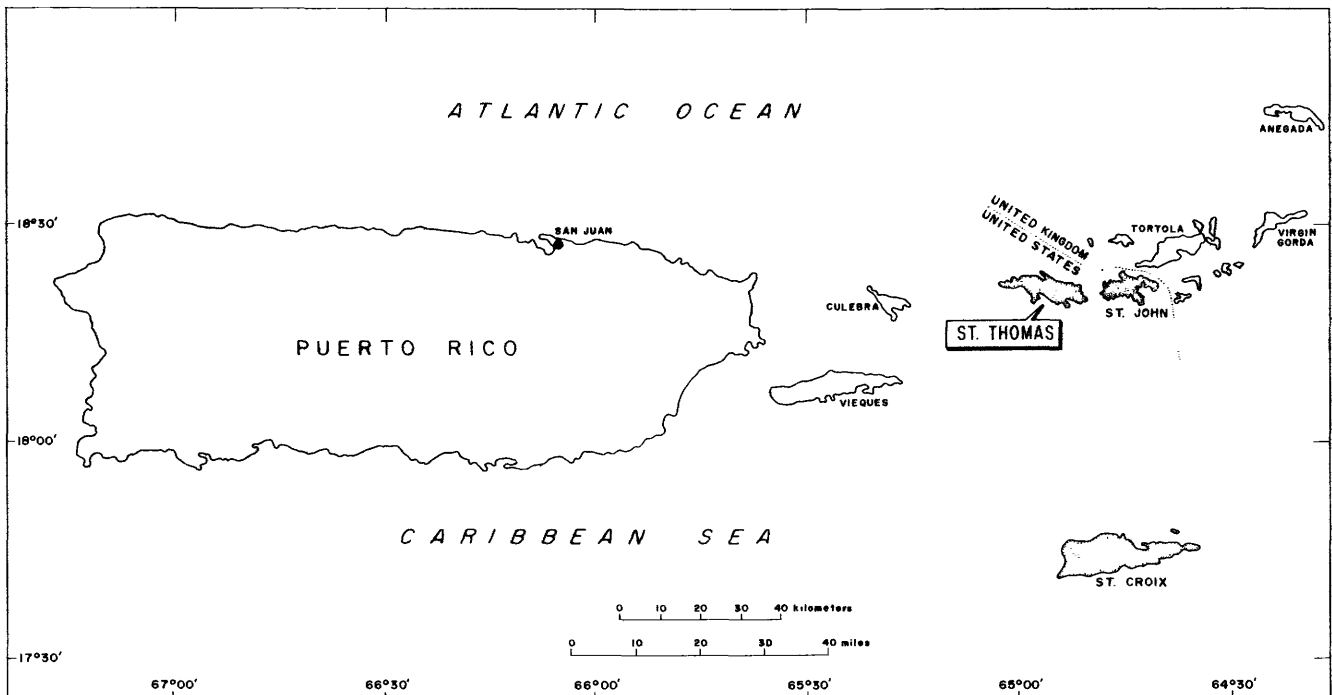 ATLANTIC OCEAN
ANEGADA
18°30'
SAN JUAN
UNITED KINGDOM
UNITED STATES
TORTOLA
VIRGIN
GORDA
CULEBRA
ST. JOHN
ST. THOMAS
PUERTO RICO
VIEQUES
18°00'
CARIBBEAN SEA
ST. CROIX
0 10 20 30 40 kilometers
0 10 20 30 40 miles
17°30'
67°00' 66°30' 66°00' 65°30' 65°00' 64°30'